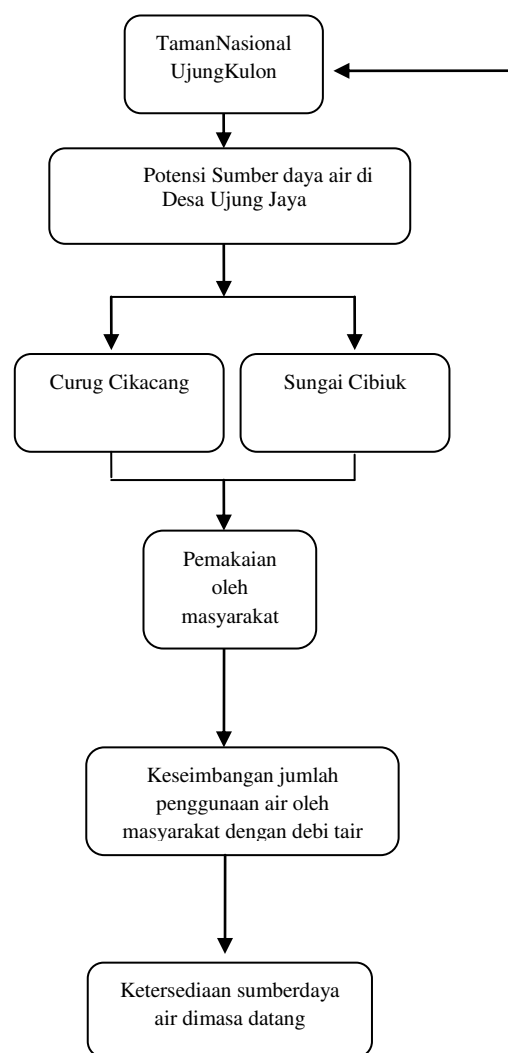 TamanNasional
UjungKulon
Potensi Sumber daya air di
Desa Ujung Jaya
Curug Cikacang
Sungai Cibiuk
Pemakaian
oleh
masyarakat
Keseimbangan jumlah
penggunaan air oleh
masyarakat dengan debi tair
Ketersediaan sumberdaya
air dimasa datang